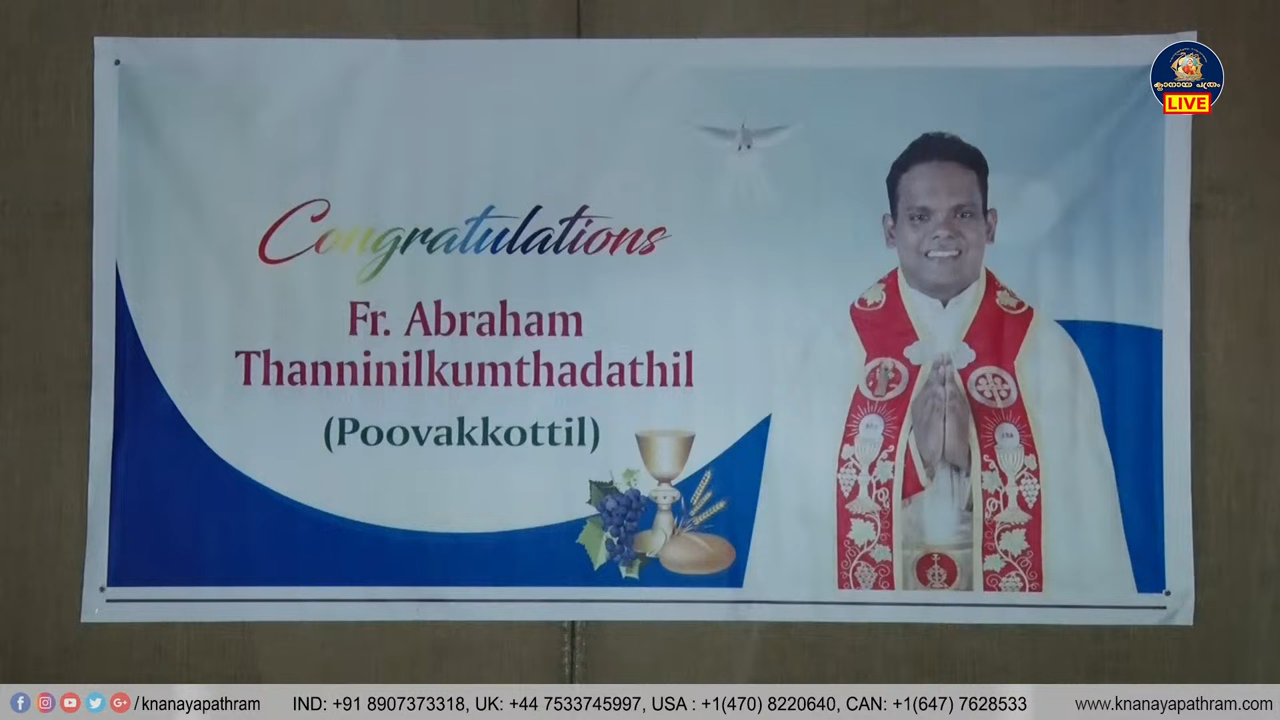 ക്നാനായ പത്രം
LIVE
Congratulations
Fr. Abraham
Thanninilkumthadathil
(Poovakkottil)
/knanayapathram IND: +91 8907373318, UK: +44 7533745997, USA : +1(470) 8220640, CAN: +1(647) 7628533 www.knanayapathram.com